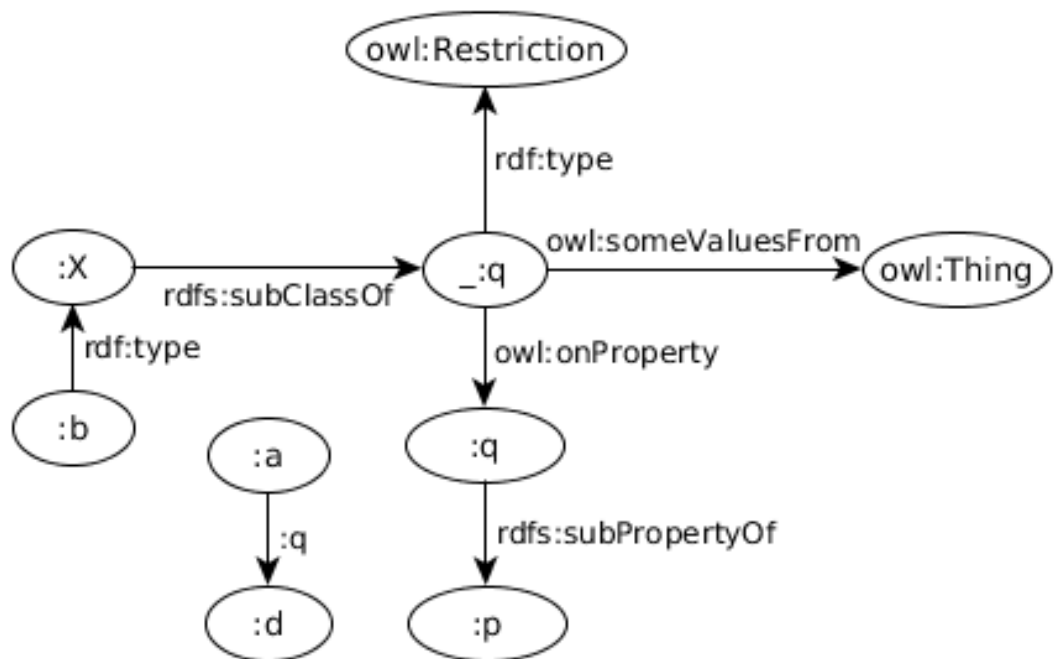 owl:Restriction
rdf:type
owl:someValuesFrom
:X
_:q
owl:Thing
rdfs:subClassOf
rdf:type
owl:onProperty
:b
:a
:q
:q
rdfs:subPropertyOf
:d
:p